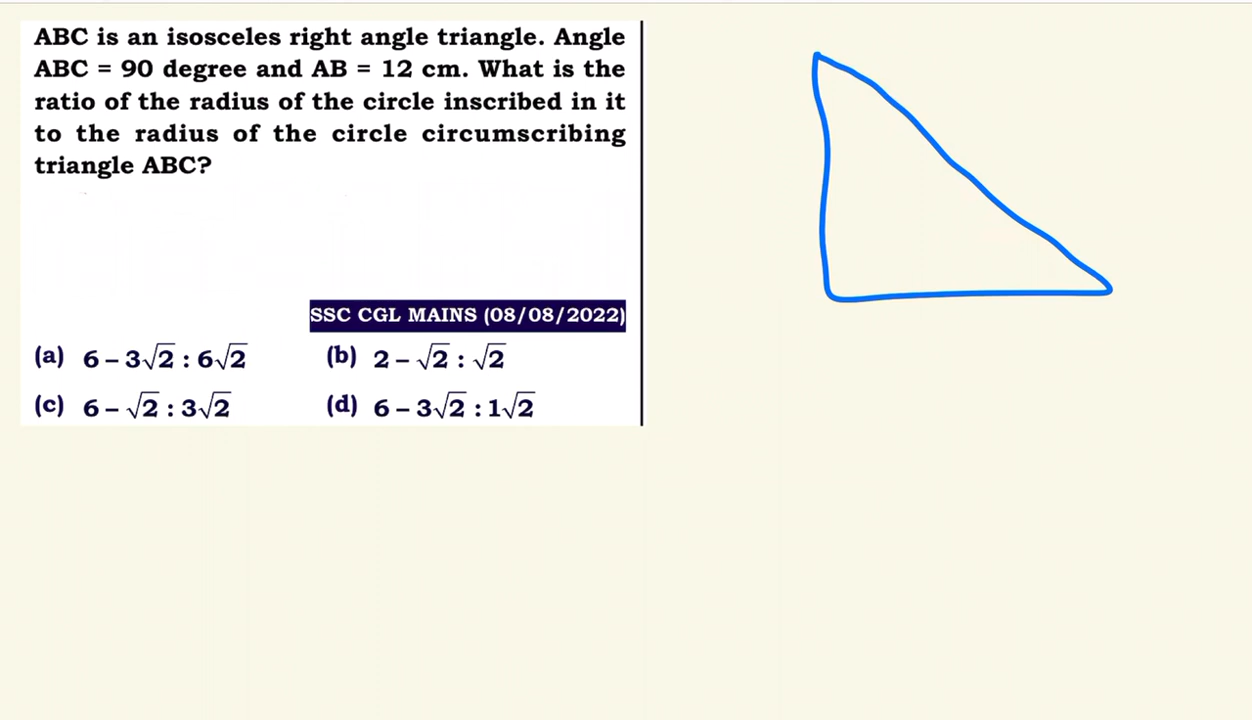 ABC is an isosceles right angle triangle. Angle
ABC = 90 degree and AB = 12 cm. What is the
ratio of the radius of the circle inscribed in it
to the radius of the circle circumscribing
triangle ABC?
SSC CGL MAINS (08/08/2022)
(a) 6 – 3√2 : 6√2 (b) 2 – √2 : √2
(c) 6 – √2 : 3√2 (d) 6 – 3√2 : 1√2